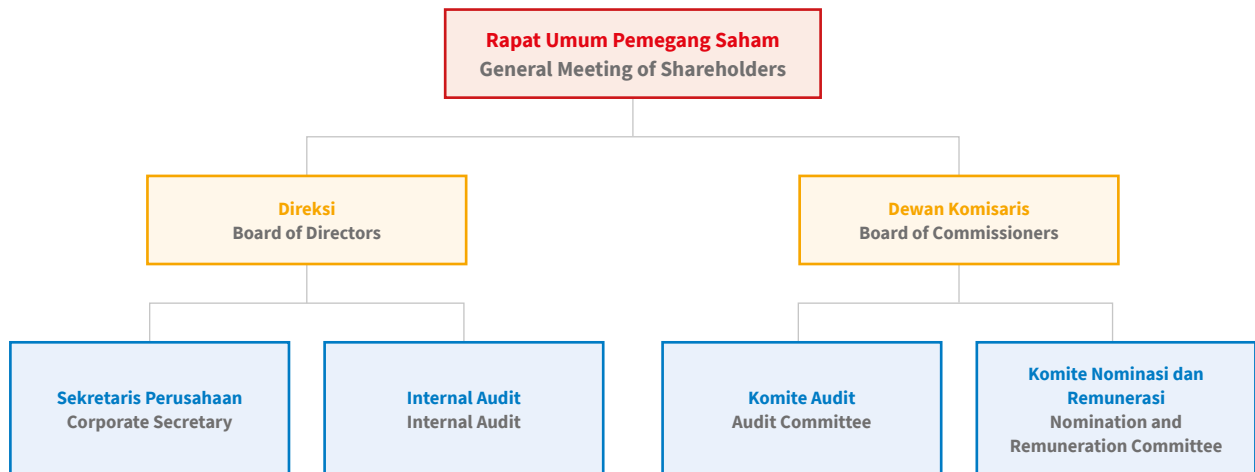 Rapat Umum Pemegang Saham
General Meeting of Shareholders
Direksi
Board of Directors
Dewan Komisaris
Board of Commissioners
Sekretaris Perusahaan
Corporate Secretary
Internal Audit
Internal Audit
Komite Audit
Audit Committee
Komite Nominasi dan
Remunerasi
Nomination and
Remuneration Committee